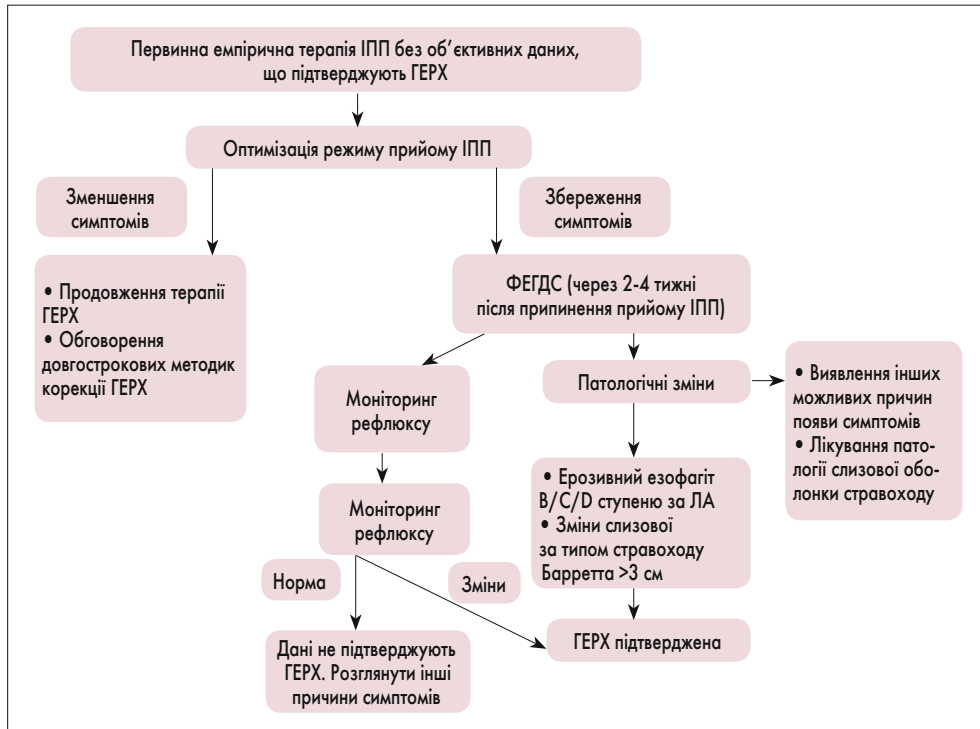 Первинна емпірична терапія ІПП без об’єктивних даних,
що підтверджують ГЕРХ
Оптимізація режиму прийому ІПП
Зменшення
симптомів
Збереження
симптомів
• Продовження терапії
ГЕРХ
• Обговорення
довгострокових методик
корекції ГЕРХ
ФЕГДС (через 2-4 тижні
після припинення прийому ІПП)
Моніторинг
рефлюксу
Патологічні зміни
• Виявлення інших
можливих причин
появи симптомів
• Лікування пато-
логії слизової обо-
лонки стравоходу
Моніторинг
рефлюксу
• Ерозивний езофагіт
В/С/D ступеню за ЛА
• Зміни слизової
за типом стравоходу
Барретта >3 см
Норма
Зміни
Дані не підтверджують
ГЕРХ. Розглянути інші
причини симптомів
ГЕРХ підтверджена